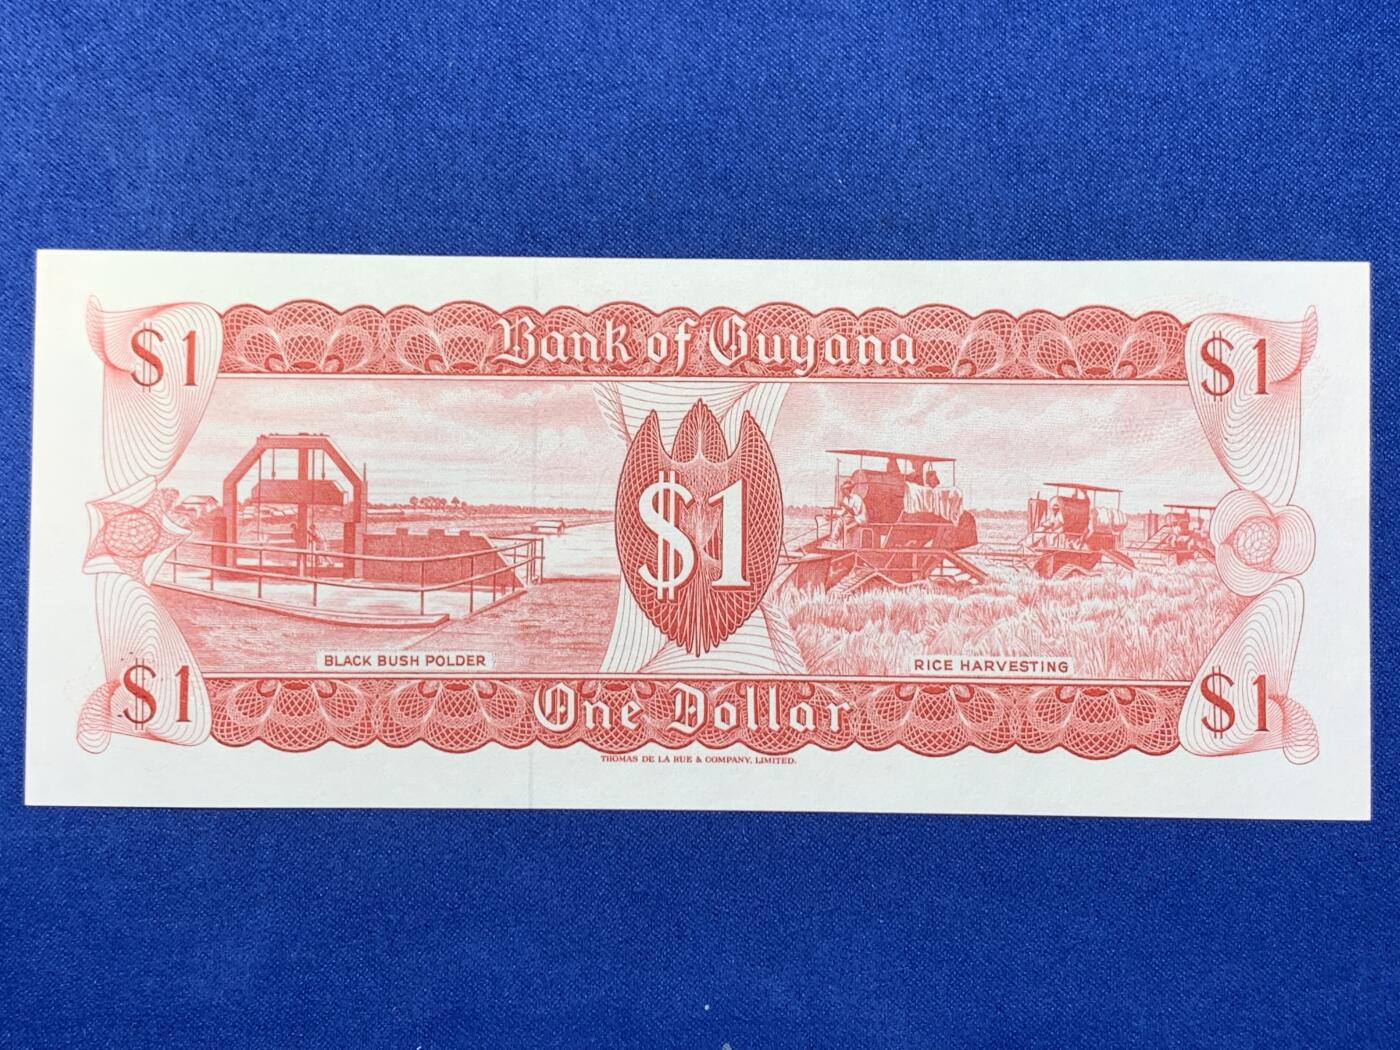 Bank of Guyana
$1
$1
$1
BLACK BUSH POLDER
RICE HARVESTING
$1
One Dollar
$1
THOMAS DE LA RUE & COMPANY, LIMITED.